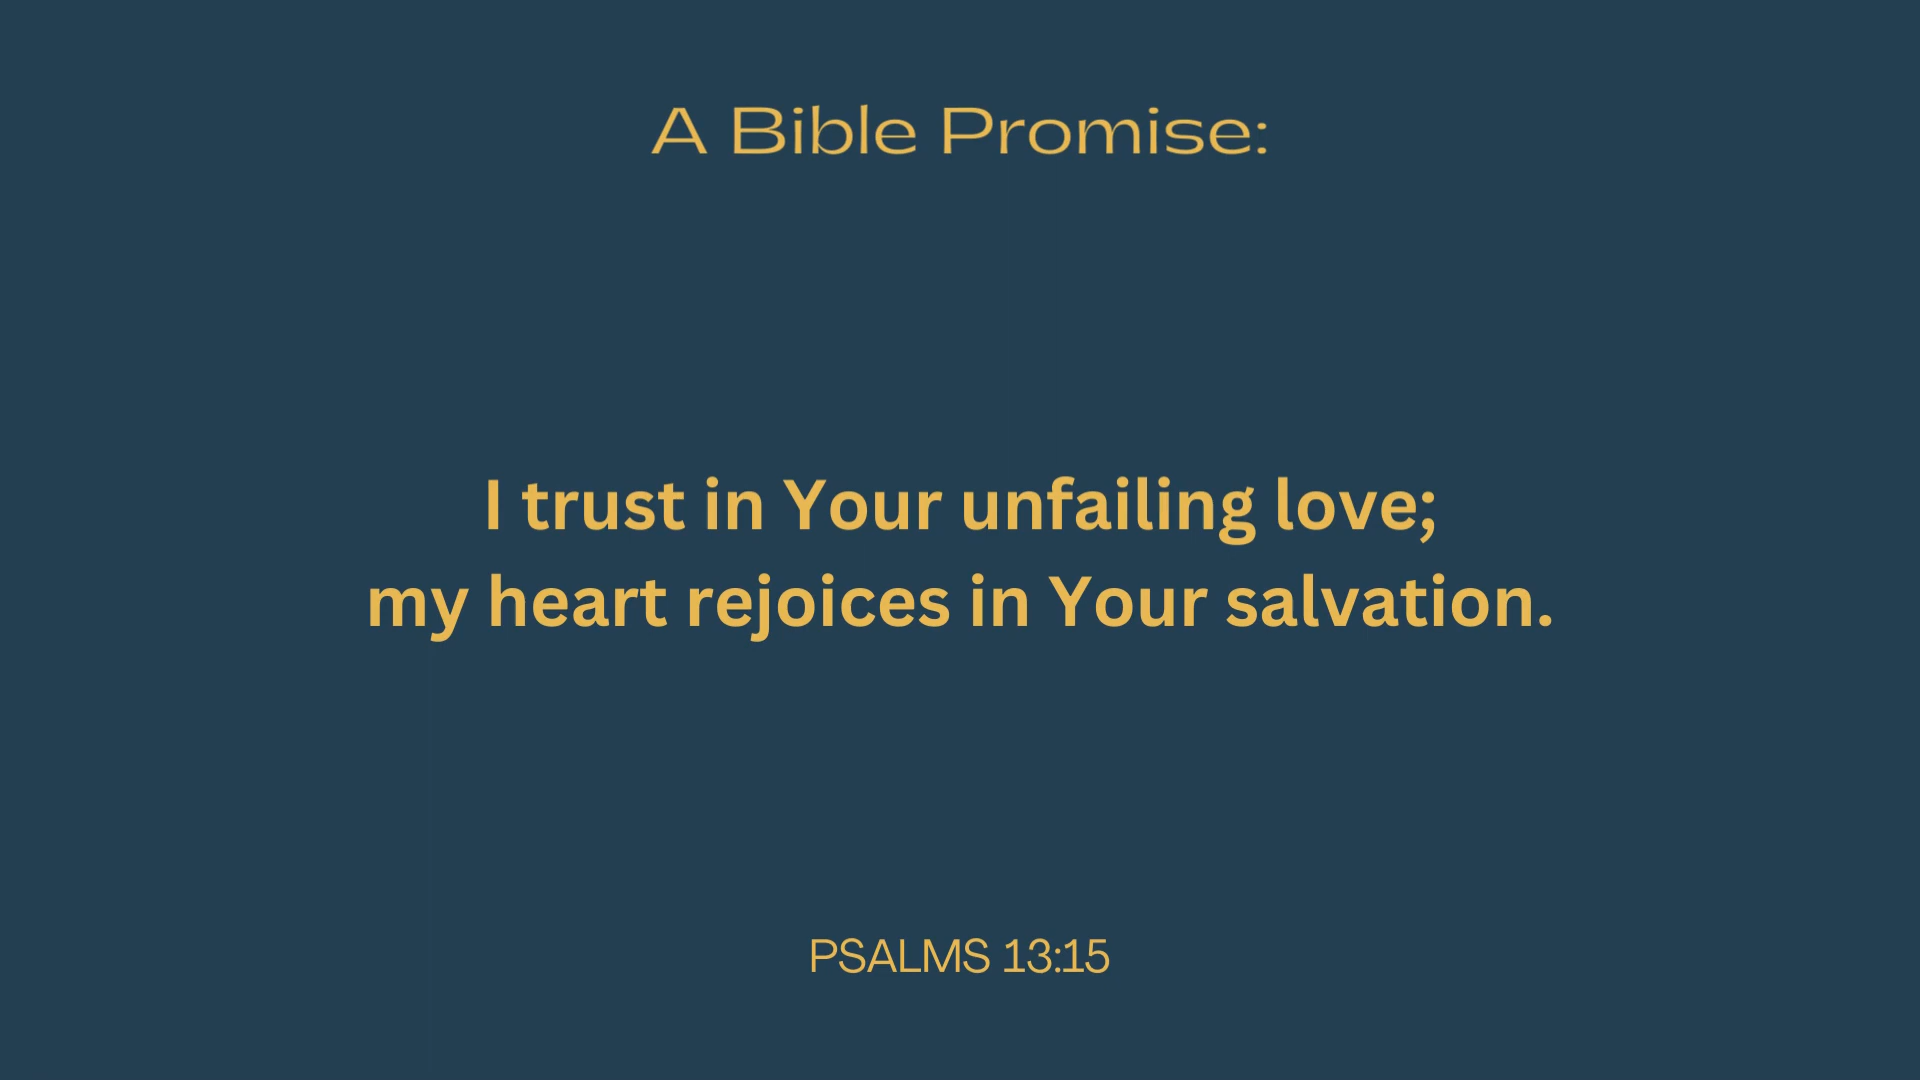 A Bible Promise:
I trust in Your unfailing love;
my heart rejoices in Your salvation.
PSALMS 13:15